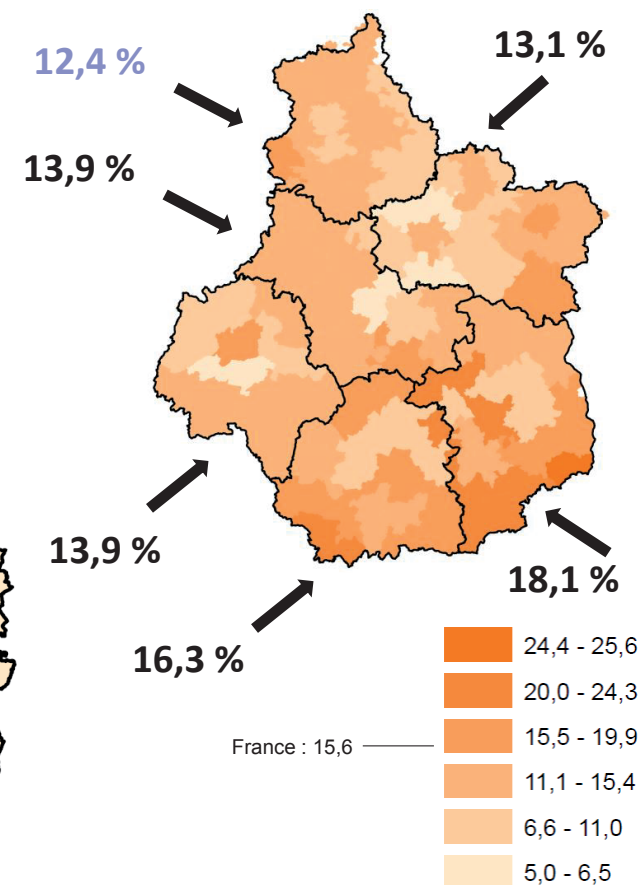 12,4 %
13,1 %
13,9 %
13,9 %
18,1 %
16,3 %
24,4 - 25,6
20,0 - 24,3
France : 15,6
15,5 - 19,9
11,1 - 15,4
6,6 - 11,0
5,0 - 6,5